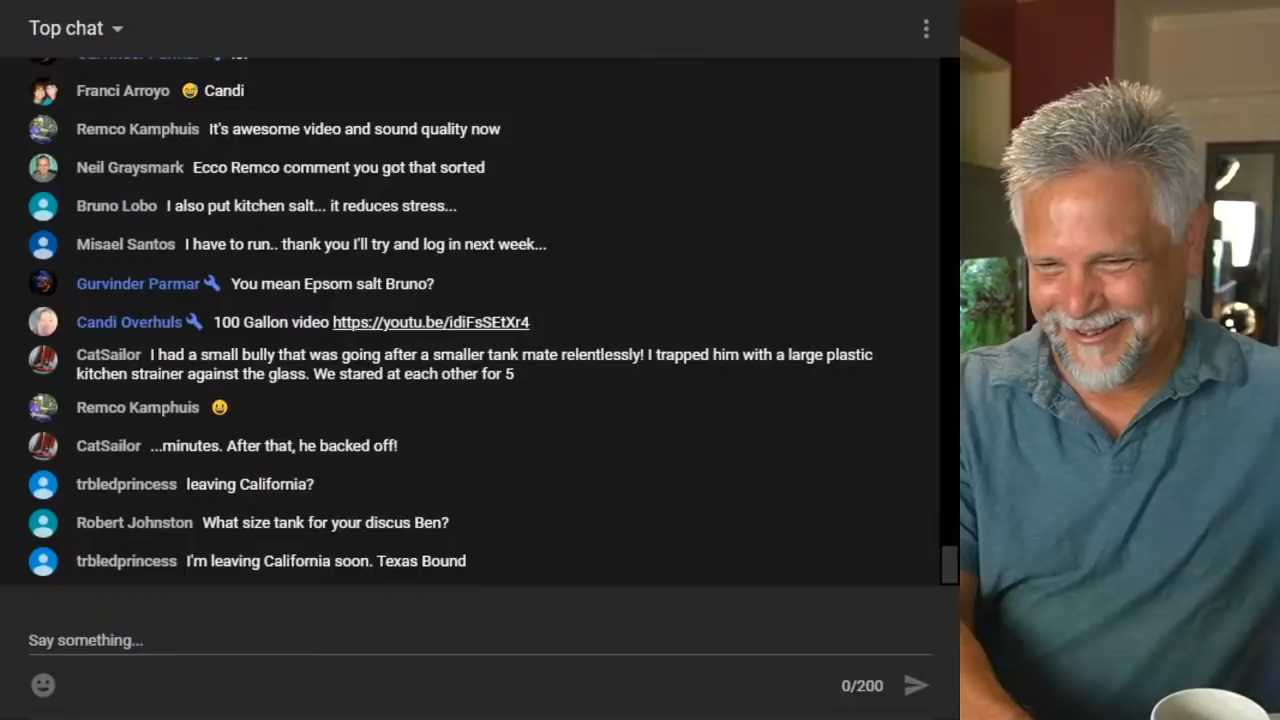 Top chat
Franci Arroyo 😅 Candi
Remco Kamphuis It's awesome video and sound quality now
Neil Graysmark Ecco Remco comment you got that sorted
Bruno Lobo I also put kitchen salt... it reduces stress...
Misael Santos I have to run.. thank you I'll try and log in next week...
Gurvinder Parmar You mean Epsom salt Bruno?
Candi Overhuls 100 Gallon video https://youtu.be/idiFsSEtXr4
CatSailor I had a small bully that was going after a smaller tank mate relentlessly! I trapped him with a large plastic
kitchen strainer against the glass. We stared at each other for 5
Remco Kamphuis 😀
CatSailor ...minutes. After that, he backed off!
trbledprincess leaving California?
Robert Johnston What size tank for your discus Ben?
trbledprincess I'm leaving California soon. Texas Bound
Say something...
0/200